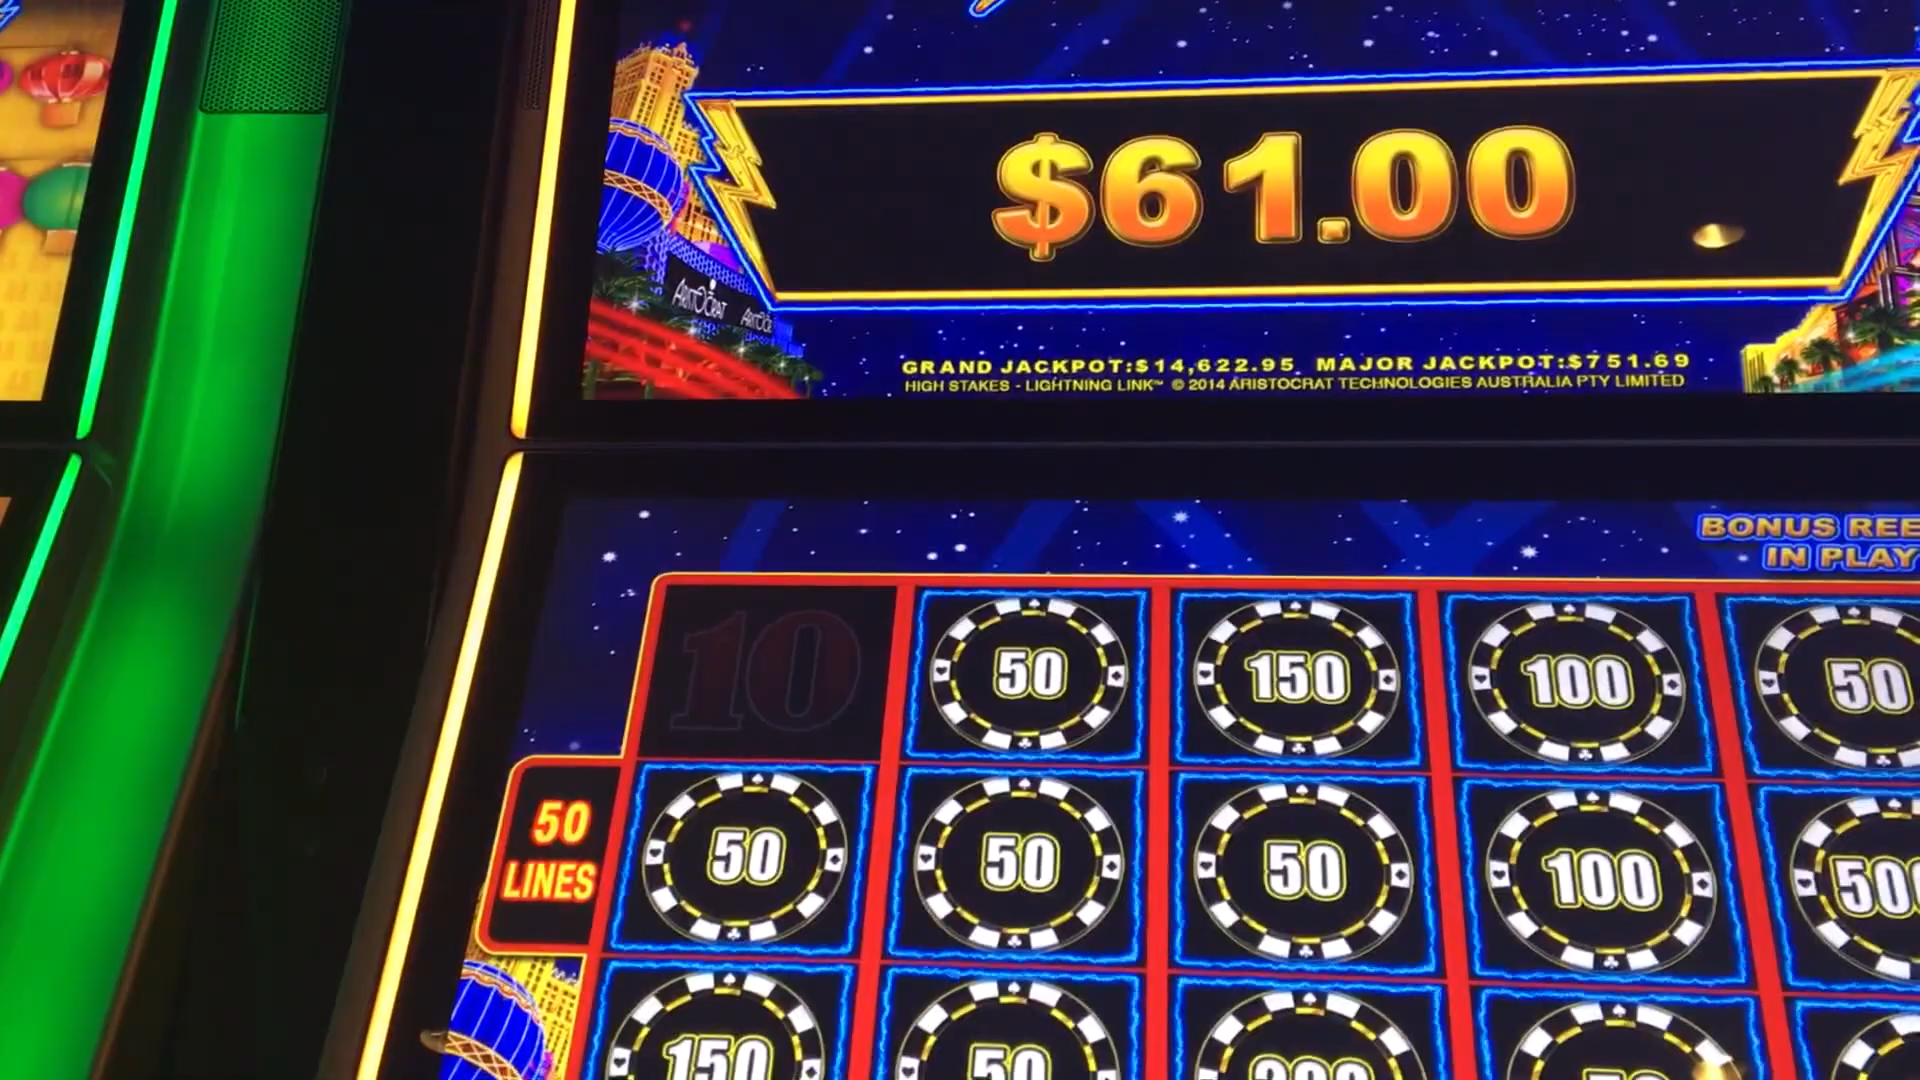 $61.00
ARISTOCRAT
GRAND JACKPOT:$14,622.95 MAJOR JACKPOT:$751.69
HIGH STAKES - LIGHTNING LINK™ © 2014 ARISTOCRAT TECHNOLOGIES AUSTRALIA PTY LIMITED
BONUS
IN PLAY
10 50 150 100 50
50 50 50 100
50
LINES
150 50